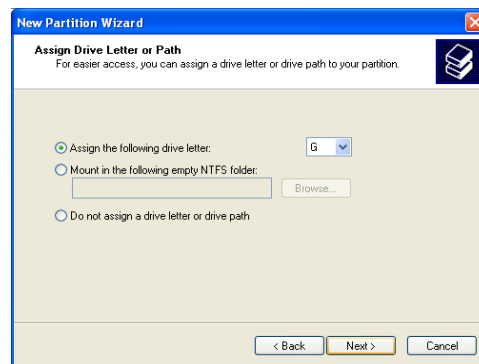 New Partition Wizard
Assign Drive Letter or Path
For easier access, you can assign a drive letter or drive path to your partition.
Assign the following drive letter: G
Mount in the following empty NTFS folder:
Browse...
Do not assign a drive letter or drive path
< Back Next > Cancel